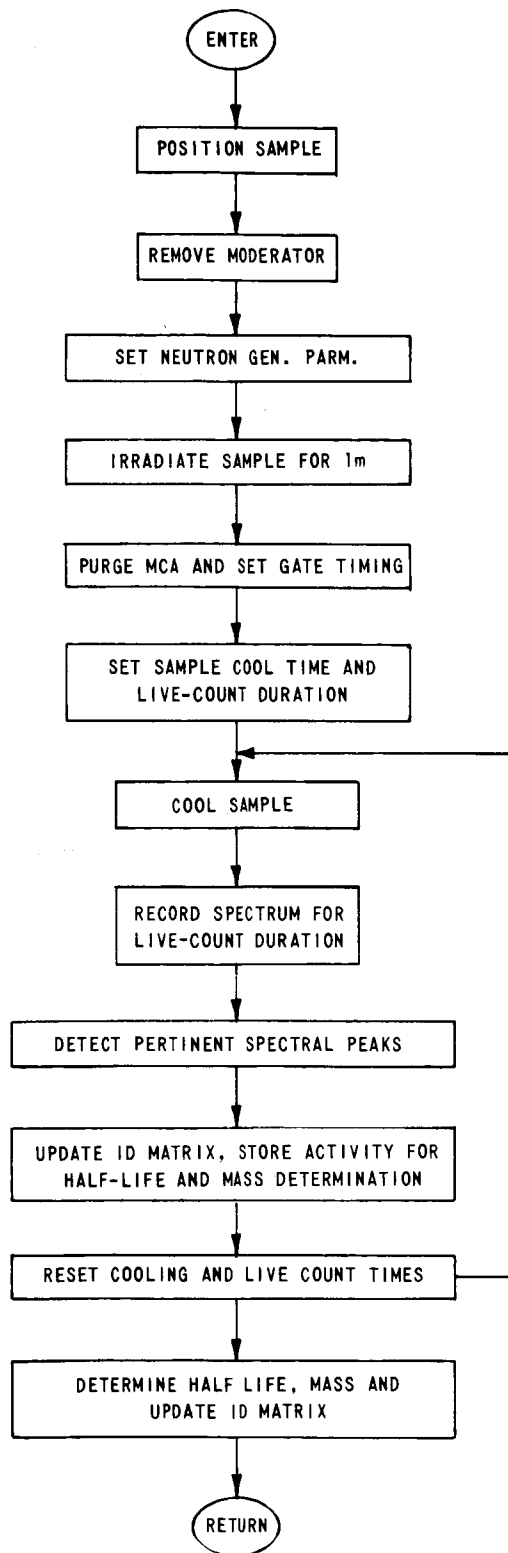 ENTER
POSITION SAMPLE
REMOVE MODERATOR
SET NEUTRON GEN. PARM.
IRRADIATE SAMPLE FOR 1m
PURGE MCA AND SET GATE TIMING
SET SAMPLE COOL TIME AND
LIVE-COUNT DURATION
COOL SAMPLE
RECORD SPECTRUM FOR
LIVE-COUNT DURATION
DETECT PERTINENT SPECTRAL PEAKS
UPDATE ID MATRIX, STORE ACTIVITY FOR
HALF-LIFE AND MASS DETERMINATION
RESET COOLING AND LIVE COUNT TIMES
DETERMINE HALF LIFE, MASS AND
UPDATE ID MATRIX
RETURN